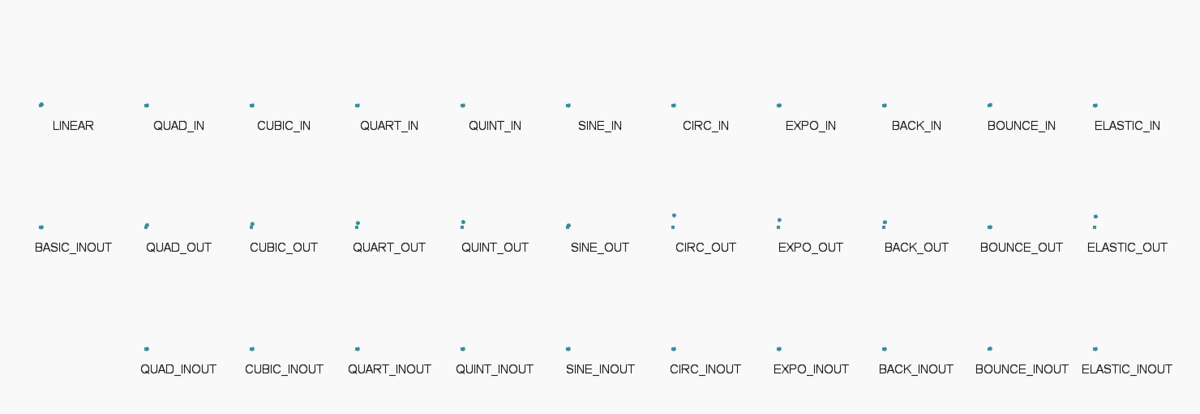 LINEAR QUAD_IN CUBIC_IN QUART_IN QUINT_IN SINE_IN CIRC_IN EXPO_IN BACK_IN BOUNCE_IN ELASTIC_IN
BASIC_INOUT QUAD_OUT CUBIC_OUT QUART_OUT QUINT_OUT SINE_OUT CIRC_OUT EXPO_OUT BACK_OUT BOUNCE_OUT ELASTIC_OUT
QUAD_INOUT CUBIC_INOUT QUART_INOUT QUINT_INOUT SINE_INOUT CIRC_INOUT EXPO_INOUT BACK_INOUT BOUNCE_INOUT ELASTIC_INOUT